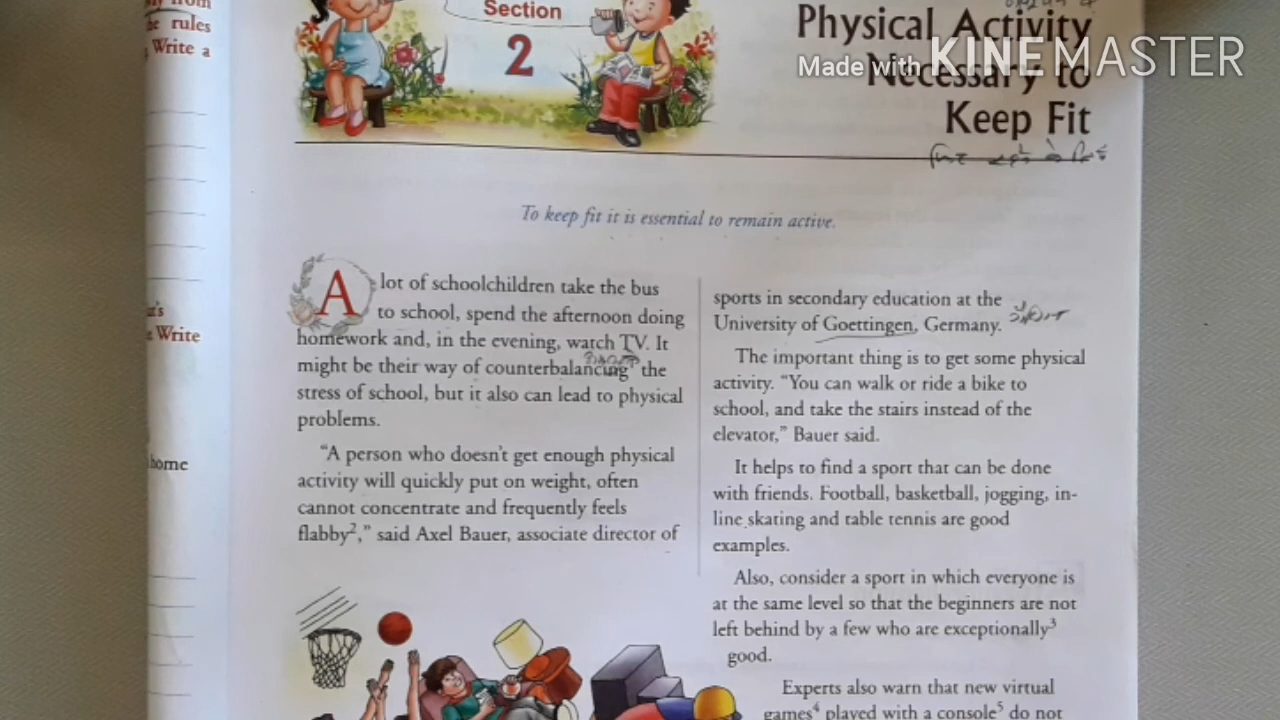 the rules
Write a
Write
home
Section
2
Physical Activity
Necessary to
Keep Fit
Made with KINEMASTER
To keep fit it is essential to remain active.
A lot of schoolchildren take the bus
to school, spend the afternoon doing
homework and, in the evening, watch TV. It
might be their way of counterbalancing¹ the
stress of school, but it also can lead to physical
problems.
“A person who doesn't get enough physical
activity will quickly put on weight, often
cannot concentrate and frequently feels
flabby²,” said Axel Bauer, associate director of
sports in secondary education at the
University of Goettingen, Germany.
The important thing is to get some physical
activity. “You can walk or ride a bike to
school, and take the stairs instead of the
elevator,” Bauer said.
It helps to find a sport that can be done
with friends. Football, basketball, jogging, in-
line skating and table tennis are good
examples.
Also, consider a sport in which everyone is
at the same level so that the beginners are not
left behind by a few who are exceptionally³
good.
Experts also warn that new virtual
games⁴ played with a console⁵ do not